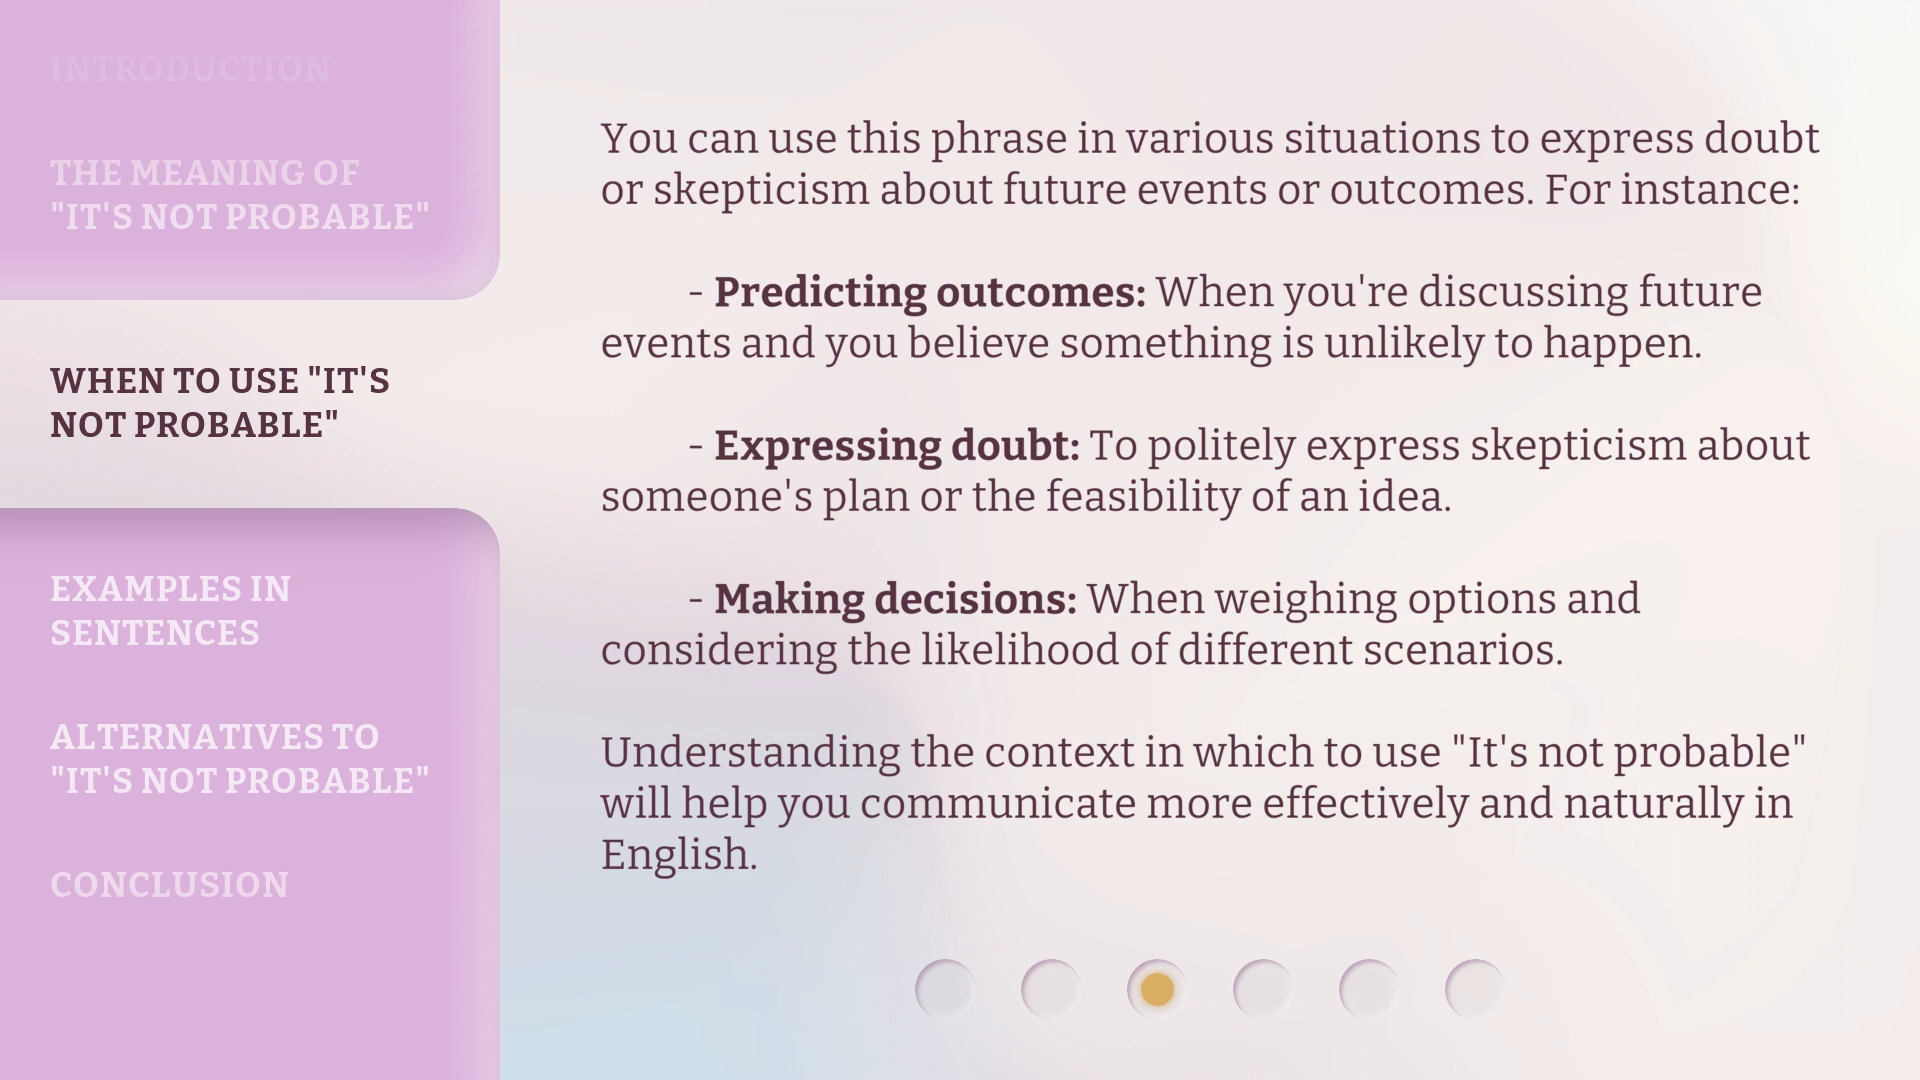 INTRODUCTION
THE MEANING OF
"IT'S NOT PROBABLE"
WHEN TO USE "IT'S
NOT PROBABLE"
EXAMPLES IN
SENTENCES
ALTERNATIVES TO
"IT'S NOT PROBABLE"
CONCLUSION
You can use this phrase in various situations to express doubt
or skepticism about future events or outcomes. For instance:
- Predicting outcomes: When you're discussing future
events and you believe something is unlikely to happen.
- Expressing doubt: To politely express skepticism about
someone's plan or the feasibility of an idea.
- Making decisions: When weighing options and
considering the likelihood of different scenarios.
Understanding the context in which to use "It's not probable"
will help you communicate more effectively and naturally in
English.